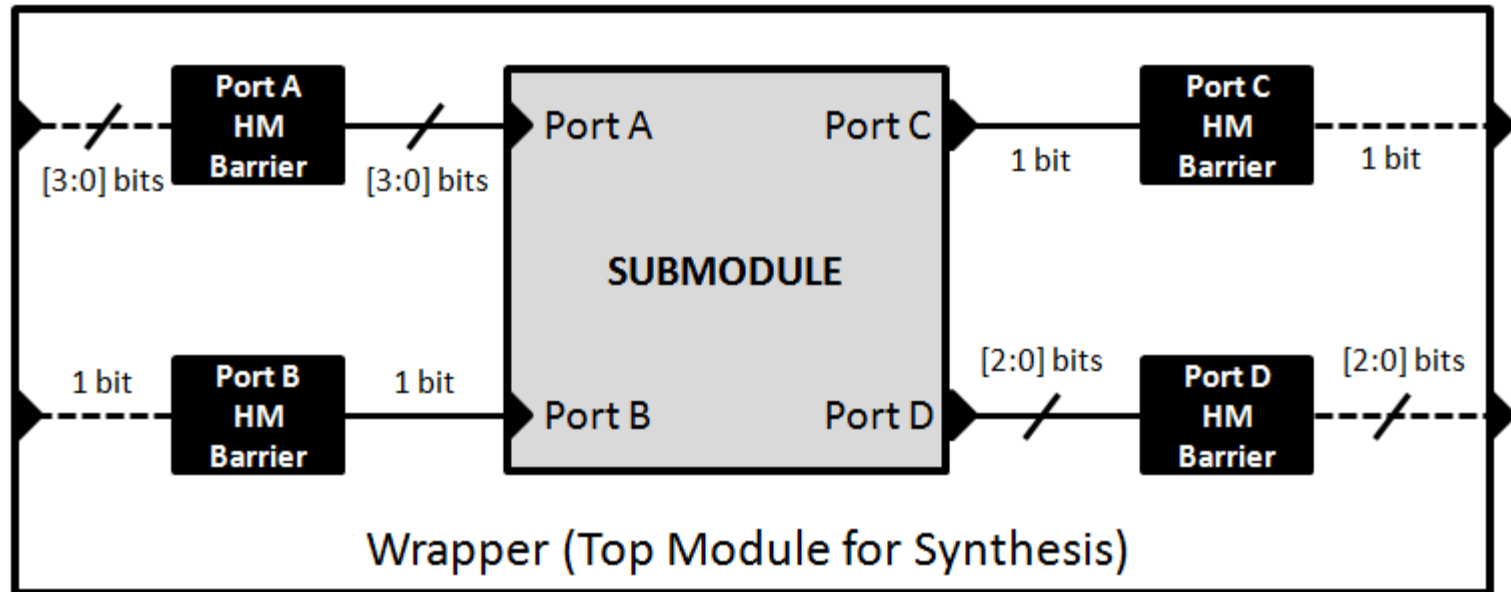 Port A
HM
Barrier
[3:0] bits
[3:0] bits
Port A
Port C
1 bit
Port C
HM
Barrier
1 bit
SUBMODULE
1 bit
Port B
HM
Barrier
1 bit
Port B
Port D
[2:0] bits
Port D
HM
Barrier
[2:0] bits
Wrapper (Top Module for Synthesis)